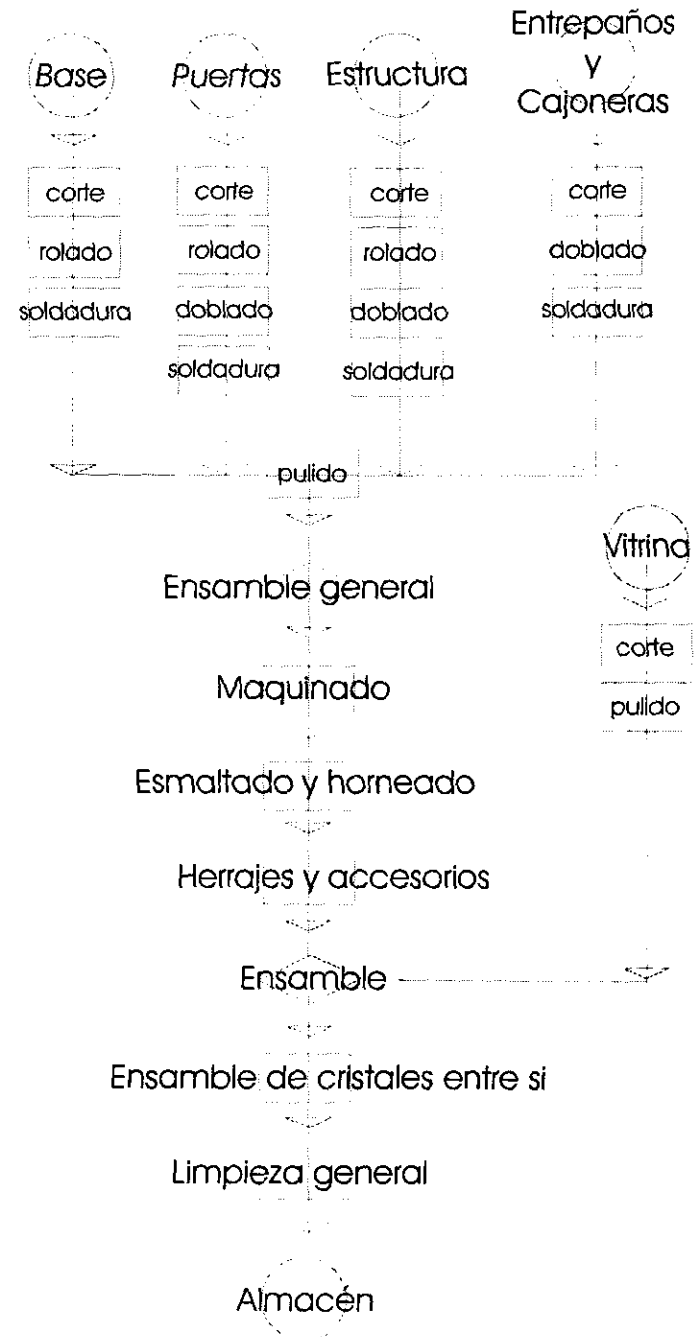 Base
Puertas
Estructura
Entrepaños
y
Cajoneras
corte
corte
corte
corte
rolado
rolado
rolado
doblado
soldadura
doblado
doblado
soldadura
soldadura
soldadura
pulido
Vitrina
Ensamble general
corte
Maquinado
pulido
Esmaltado y horneado
Herrajes y accesorios
Ensamble
Ensamble de cristales entre si
Limpieza general
Almacén